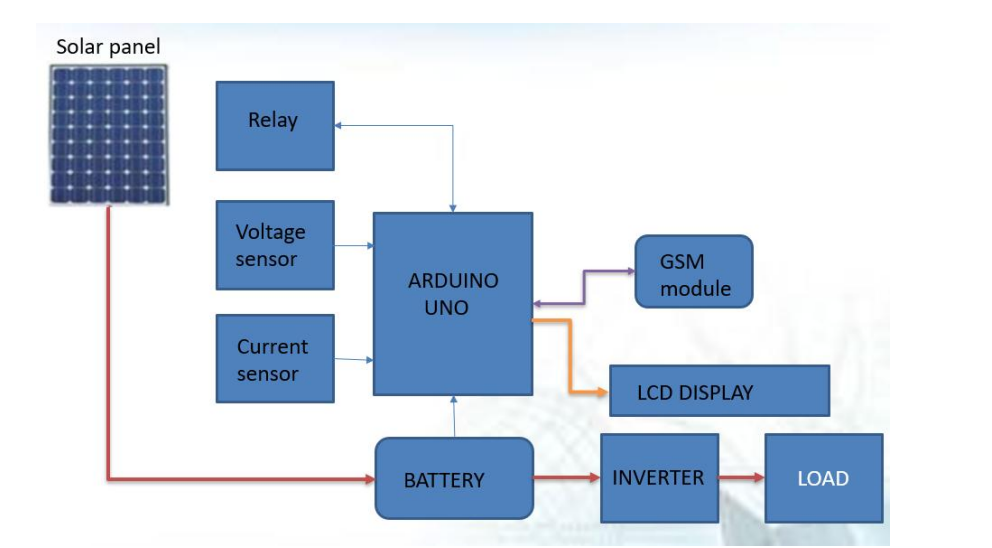 Solar panel
Relay
Voltage
sensor
ARDUINO
UNO
GSM
module
Current
sensor
LCD DISPLAY
BATTERY
INVERTER
LOAD